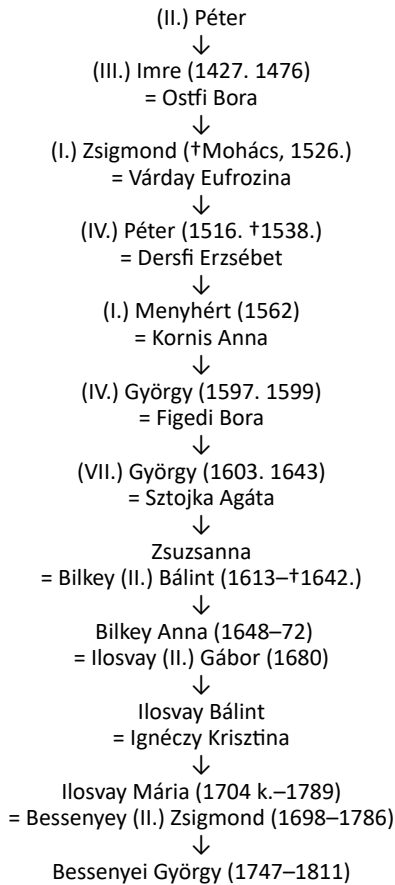 (II.) Péter
↓
(III.) Imre (1427. 1476)
= Ostfi Bora
↓
(I.) Zsigmond (†Mohács, 1526.)
= Várday Eufrozina
↓
(IV.) Péter (1516. †1538.)
= Dersfi Erzsébet
↓
(I.) Menyhért (1562)
= Kornis Anna
↓
(IV.) György (1597. 1599)
= Figedi Bora
↓
(VII.) György (1603. 1643)
= Sztojka Agáta
↓
Zsuzsanna
= Bilkey (II.) Bálint (1613–†1642.)
↓
Bilkey Anna (1648–72)
= Ilosvay (II.) Gábor (1680)
↓
Ilosvay Bálint
= Ignéczy Krisztina
↓
Ilosvay Mária (1704 k.–1789)
= Bessenyey (II.) Zsigmond (1698–1786)
↓
Bessenyei György (1747–1811)